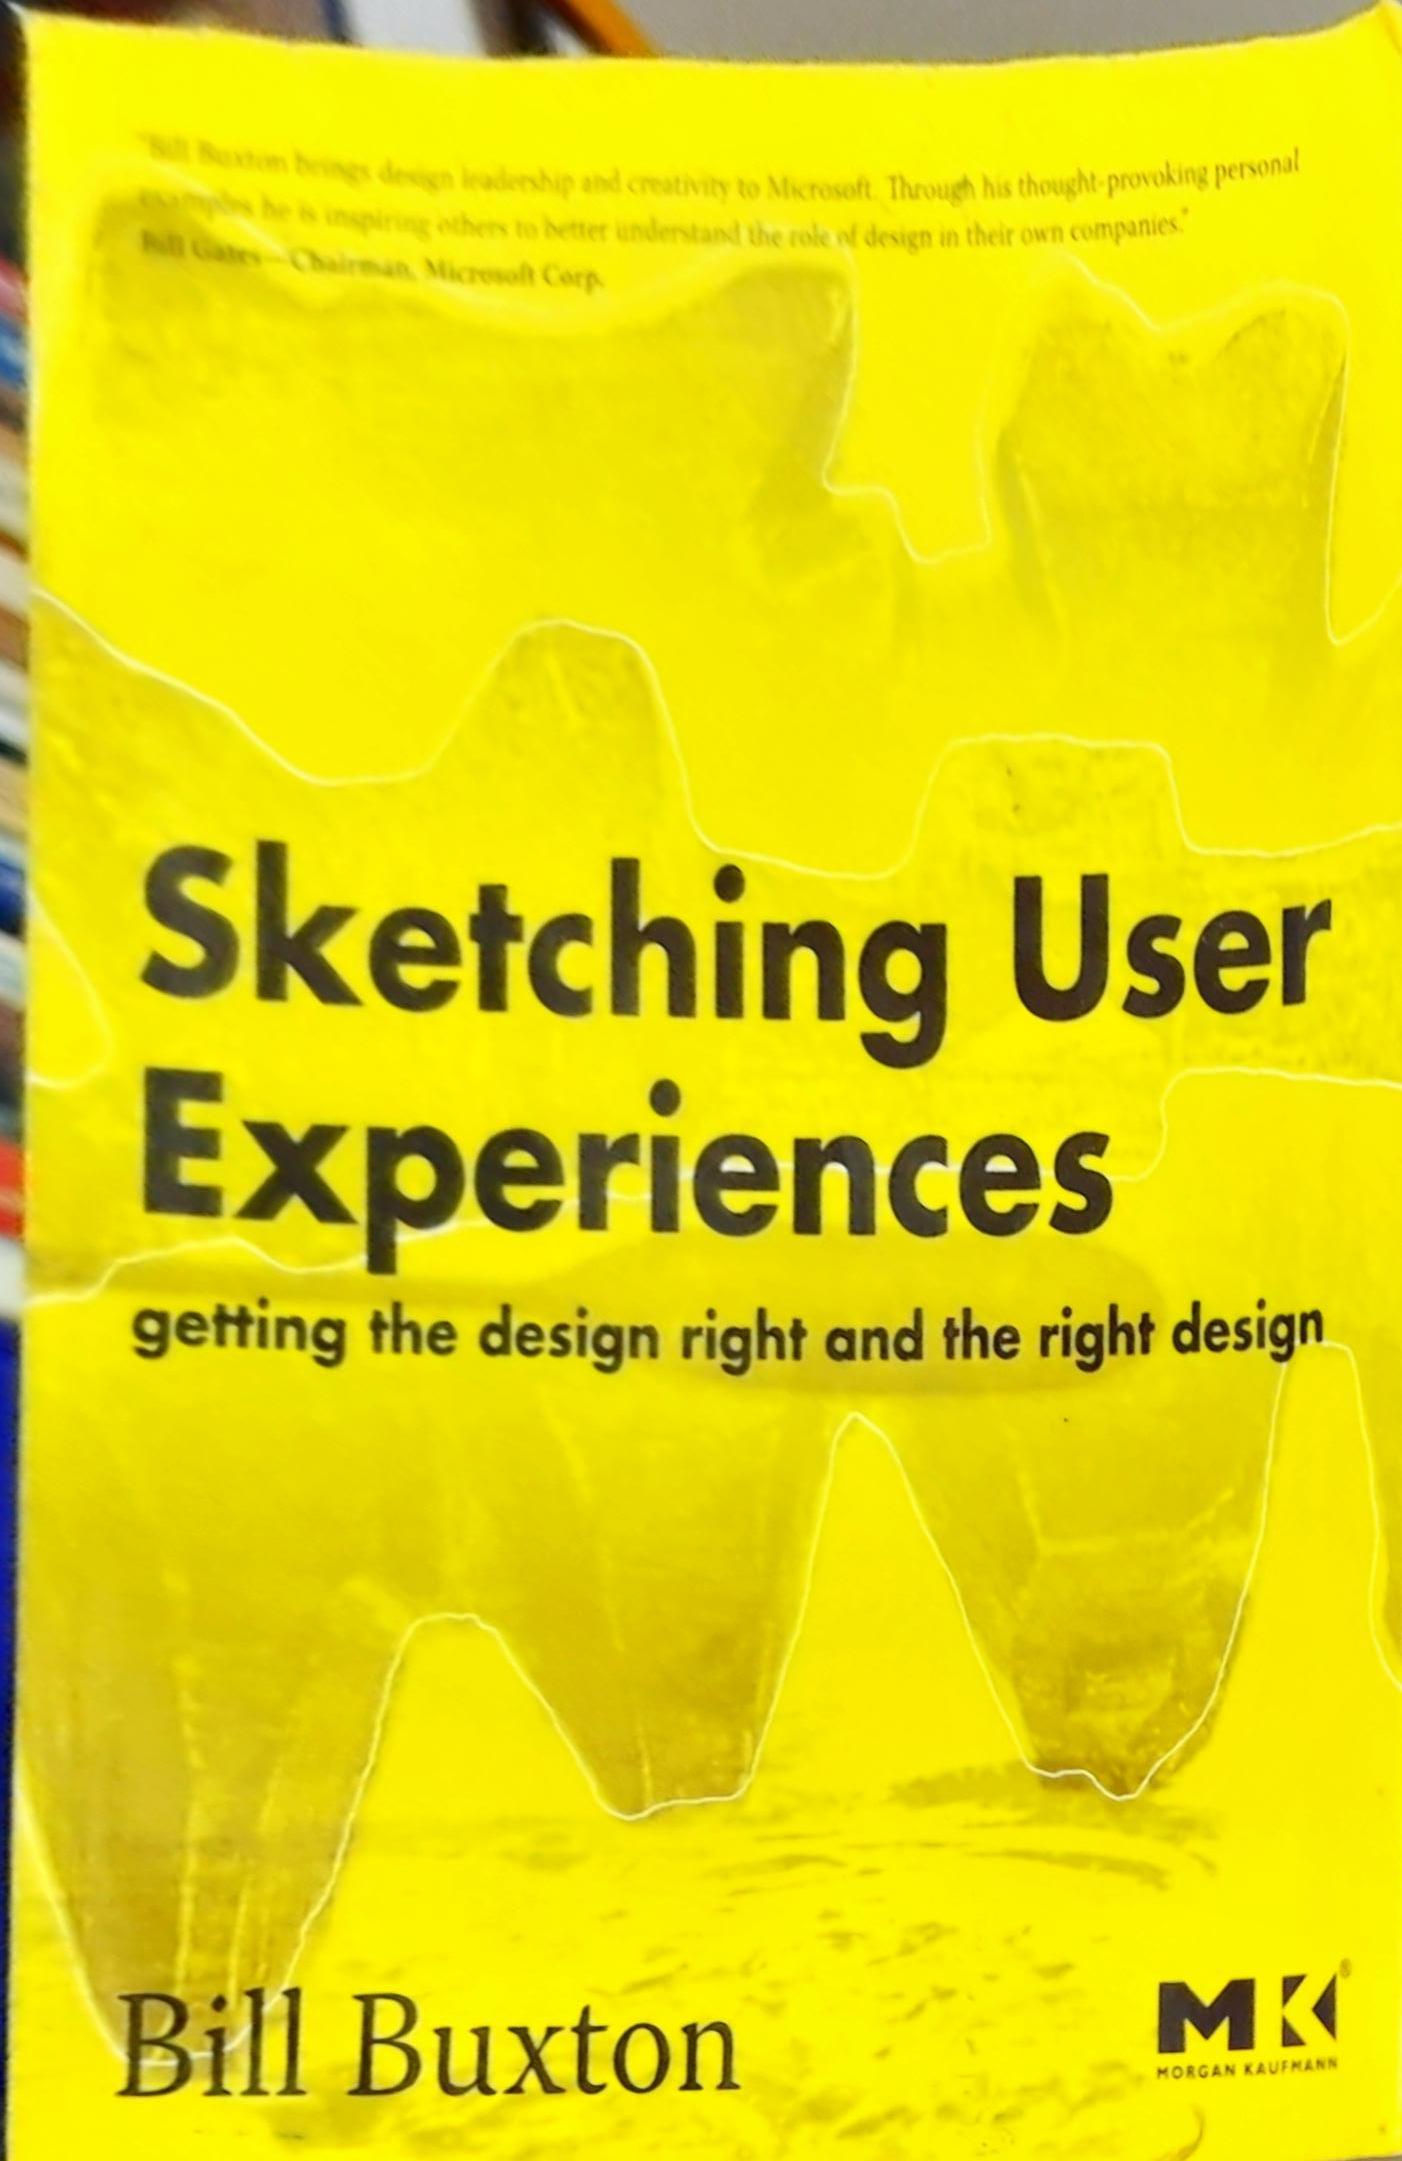 "Bill Buxton brings design leadership and creativity to Microsoft. Through his thought-provoking personal
examples he is inspiring others to better understand the role of design in their own companies."
Bill Gates—Chairman, Microsoft Corp.
Sketching User
Experiences
getting the design right and the right design
Bill Buxton
MK®
MORGAN KAUFMANN